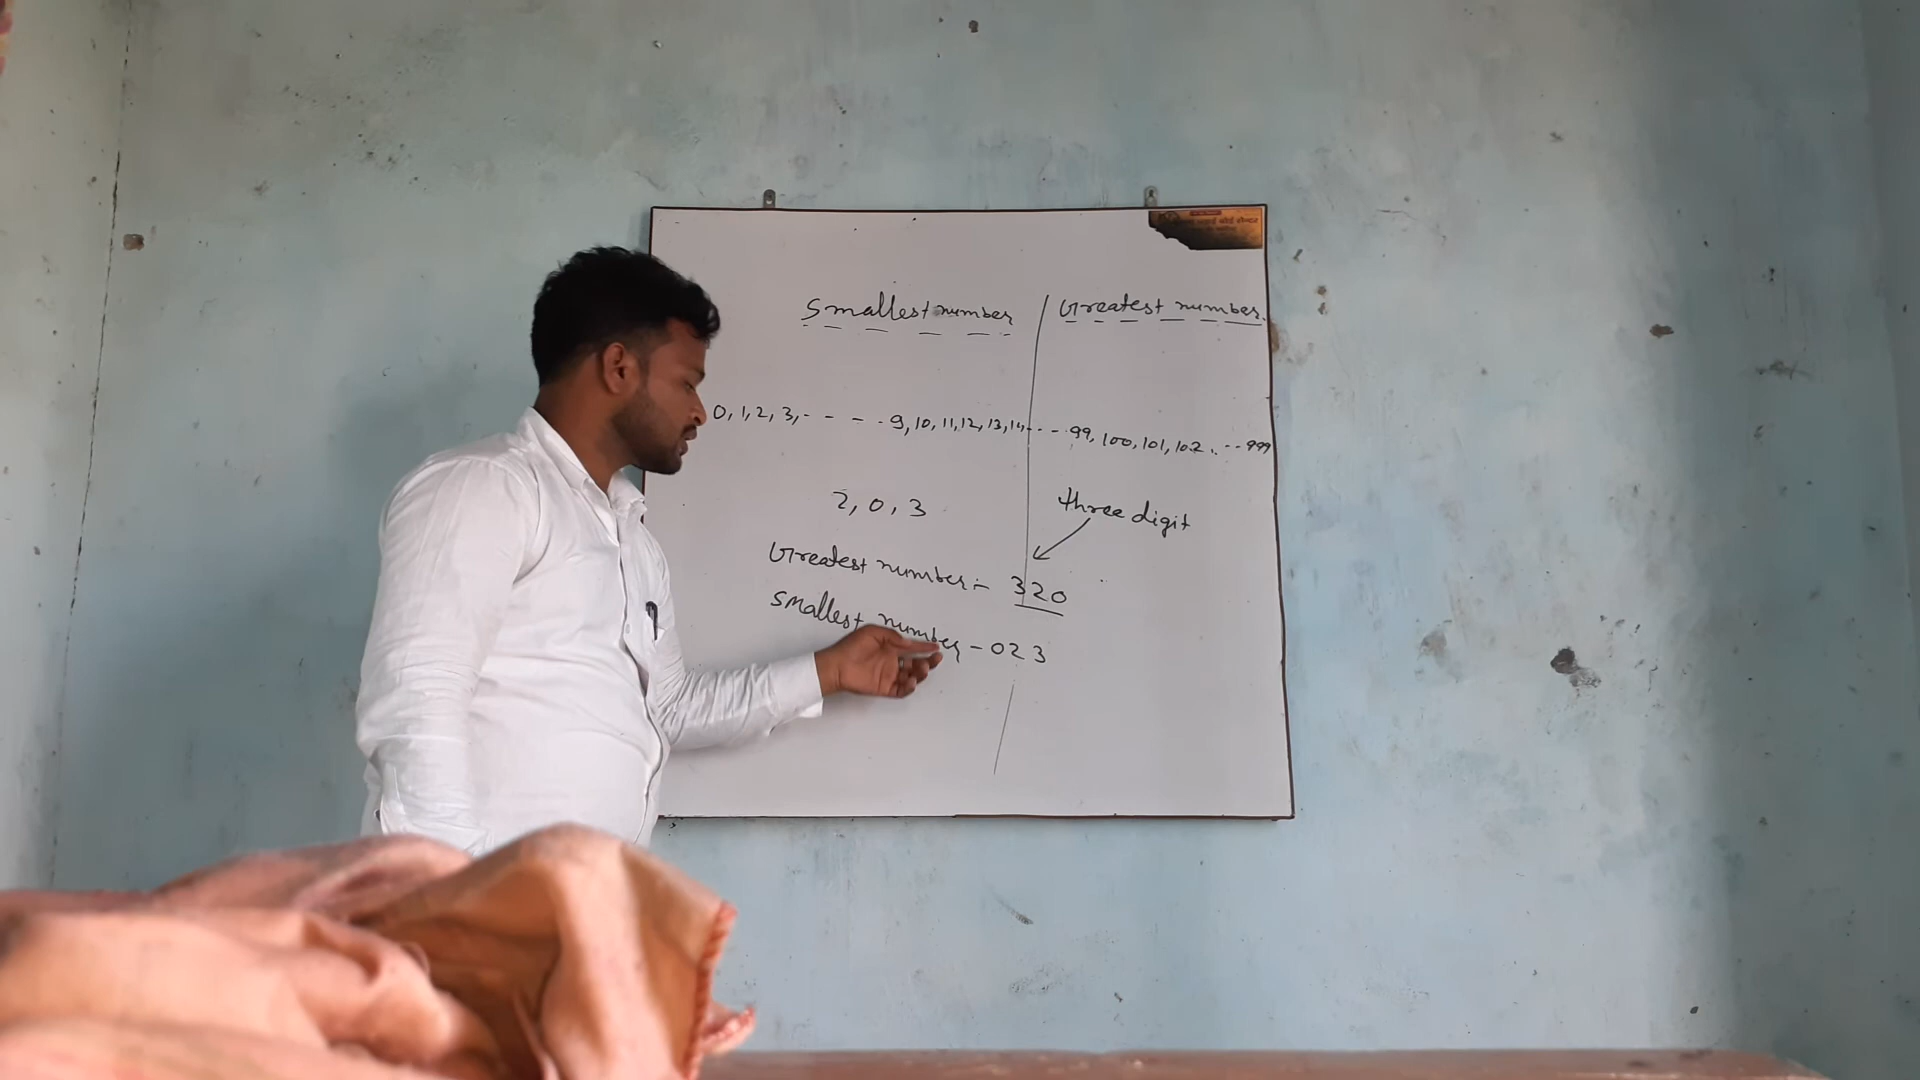 Smallest number
Greatest number.
0, 1, 2, 3, - - - - 9, 10, 11, 12, 13, 14, - - - 99, 100, 101, 102, . - - 999
2, 0, 3
three digit
Greatest number :- 320
Smallest number - 023